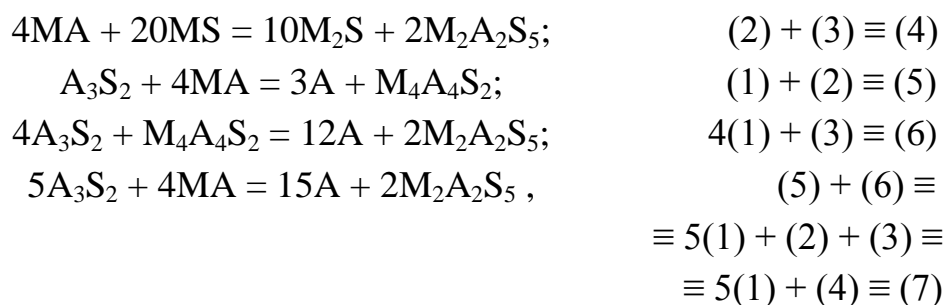 4MA + 20MS = 10M₂S + 2M₂A₂S₅; (2) + (3) ≡ (4)
A₃S₂ + 4MA = 3A + M₄A₄S₂; (1) + (2) ≡ (5)
4A₃S₂ + M₄A₄S₂ = 12A + 2M₂A₂S₅; 4(1) + (3) ≡ (6)
5A₃S₂ + 4MA = 15A + 2M₂A₂S₅ , (5) + (6) ≡
≡ 5(1) + (2) + (3) ≡
≡ 5(1) + (4) ≡ (7)